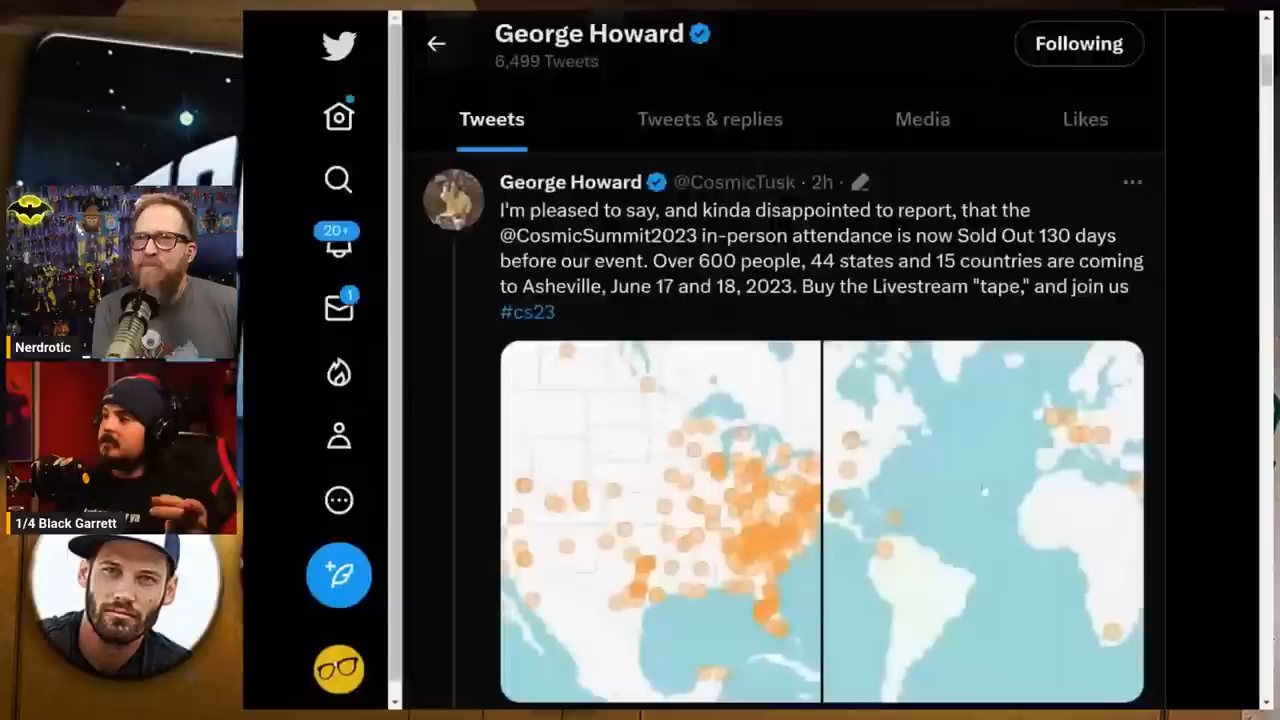 George Howard
6,499 Tweets
Following
Tweets
Tweets & replies
Media
Likes
George Howard @CosmicTusk · 2h ·
I'm pleased to say, and kinda disappointed to report, that the
@CosmicSummit2023 in-person attendance is now Sold Out 130 days
before our event. Over 600 people, 44 states and 15 countries are coming
to Asheville, June 17 and 18, 2023. Buy the Livestream "tape," and join us
#cs23
20+
1
Nerdrotic
1/4 Black Garrett